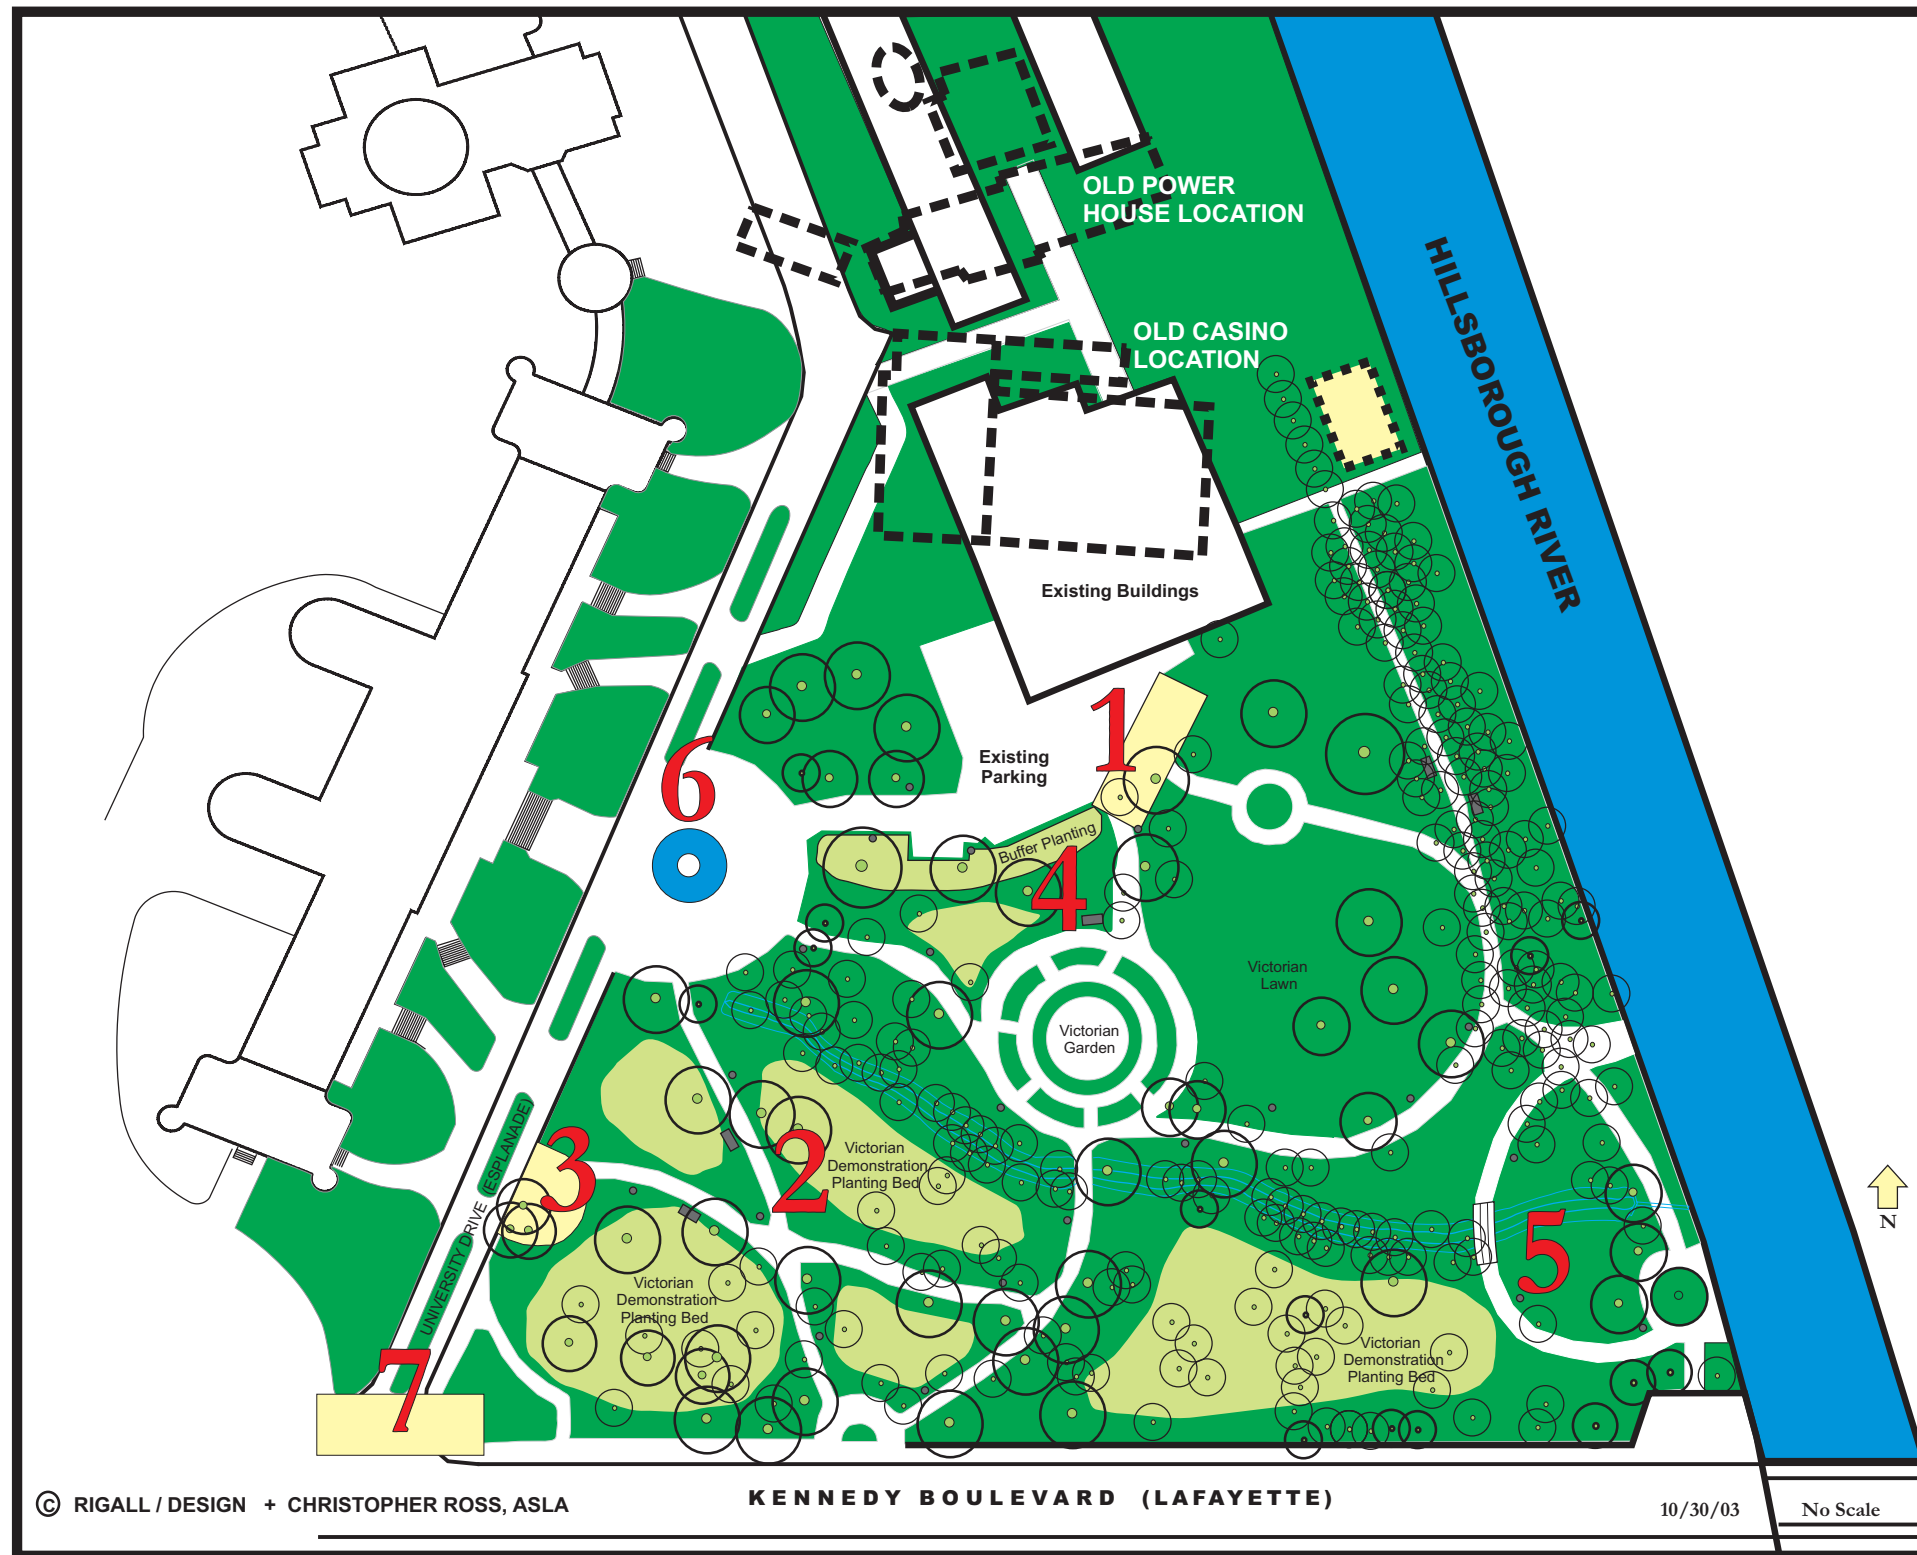 OLD POWER
HOUSE LOCATION
OLD CASINO
LOCATION
HILLSBOROUGH RIVER
Existing Buildings
1
Existing
Parking
6
Buffer Planting
4
Victorian
Lawn
Victorian
Garden
UNIVERSITY DRIVE (ESPLANADE)
3
2
Victorian
Demonstration
Planting Bed
5
N
Victorian
Demonstration
Planting Bed
Victorian
Demonstration
Planting Bed
7
© RIGALL / DESIGN + CHRISTOPHER ROSS, ASLA
KENNEDY BOULEVARD (LAFAYETTE)
10/30/03
No Scale